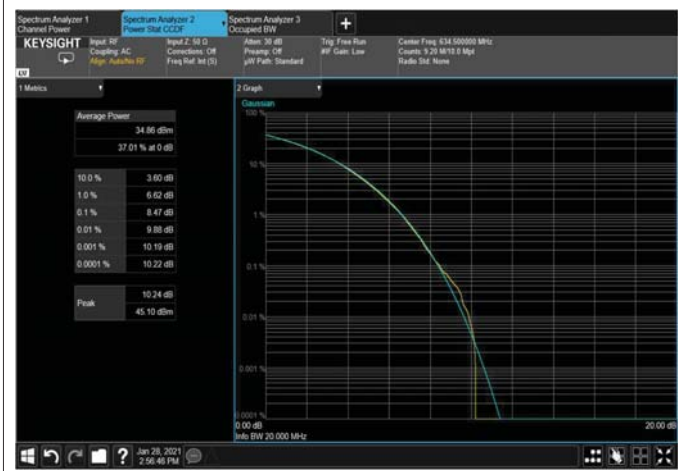 Spectrum Analyzer 1
Channel Power
Spectrum Analyzer 2
Power Stat CCDF
Spectrum Analyzer 3
Occupied BW
KEYSIGHT
Input: RF
Coupling: AC
Align: Auto/No RF
Input Z: 50 Ω
Corrections: Off
Freq Ref: Int (S)
Atten: 30 dB
Preamp: Off
µW Path: Standard
Trig: Free Run
#IF Gain: Low
Center Freq: 634.500000 MHz
Counts: 9.20 M/10.0 Mpt
Radio Std: None
LV
1 Metrics
Average Power
34.86 dBm
37.01 % at 0 dB
10.0 % 3.60 dB
1.0 % 6.62 dB
0.1 % 8.47 dB
0.01 % 9.88 dB
0.001 % 10.19 dB
0.0001 % 10.22 dB
Peak
10.24 dB
45.10 dBm
2 Graph
Gaussian
100 %
10 %
1 %
0.1 %
0.01 %
0.001 %
0.0001 %
0.00 dB
20.00 dB
Info BW 20.000 MHz
Jan 28, 2021
2:56:46 PM